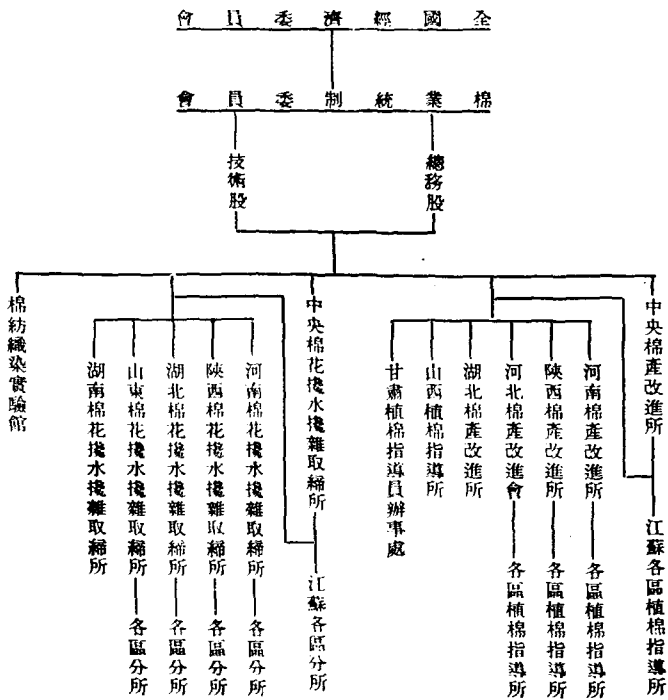 全國經濟委員會
棉業統制委員會
總務股
技術股
中央棉產改進所
江蘇各區植棉指導所
河南棉產改進所
各區植棉指導所
陝西棉產改進所
各區植棉指導所
河北棉產改進會
各區植棉指導所
湖北棉產改進所
山西植棉指導所
甘肅植棉指導員辦事處
中央棉花攙水攙雜取締所
江蘇各區分所
河南棉花攙水攙雜取締所
各區分所
陝西棉花攙水攙雜取締所
各區分所
湖北棉花攙水攙雜取締所
各區分所
山東棉花攙水攙雜取締所
各區分所
湖南棉花攙水攙雜取締所
棉紡織染實驗館